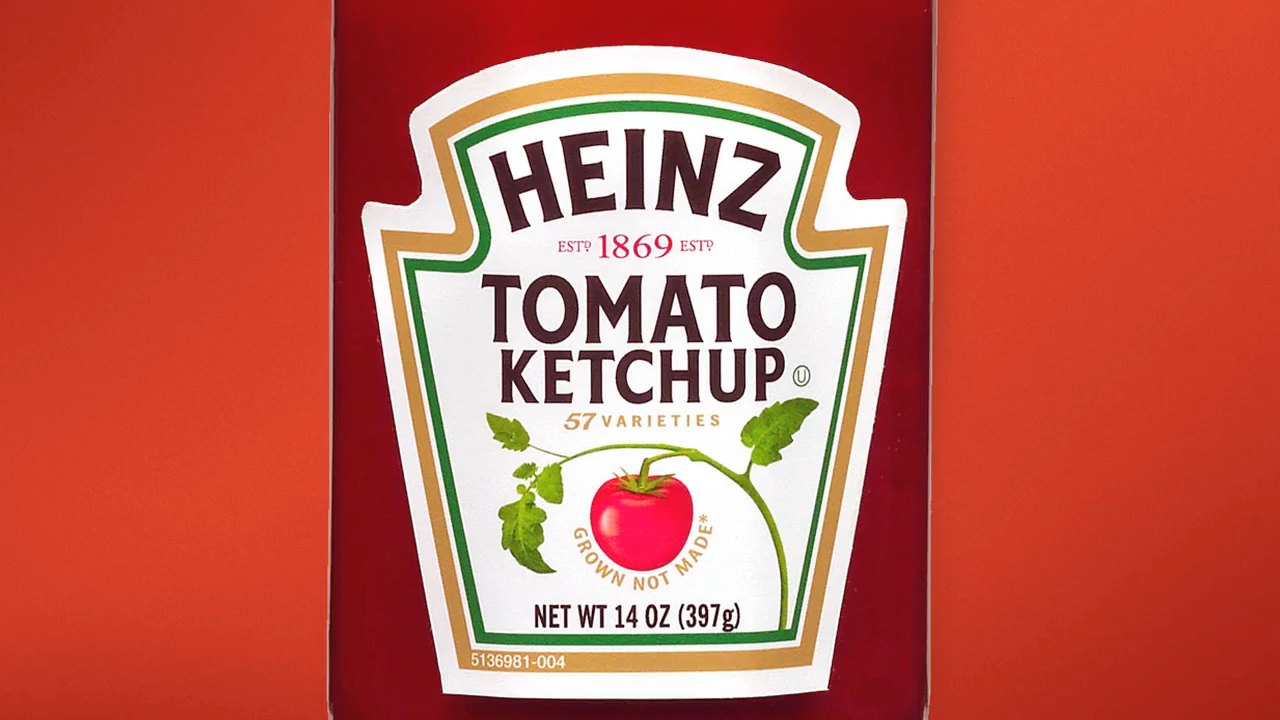 HEINZ
ESTD 1869 ESTD
TOMATO
KETCHUP Ⓤ
57 VARIETIES
GROWN NOT MADE*
NET WT 14 OZ (397g)
5136981-004